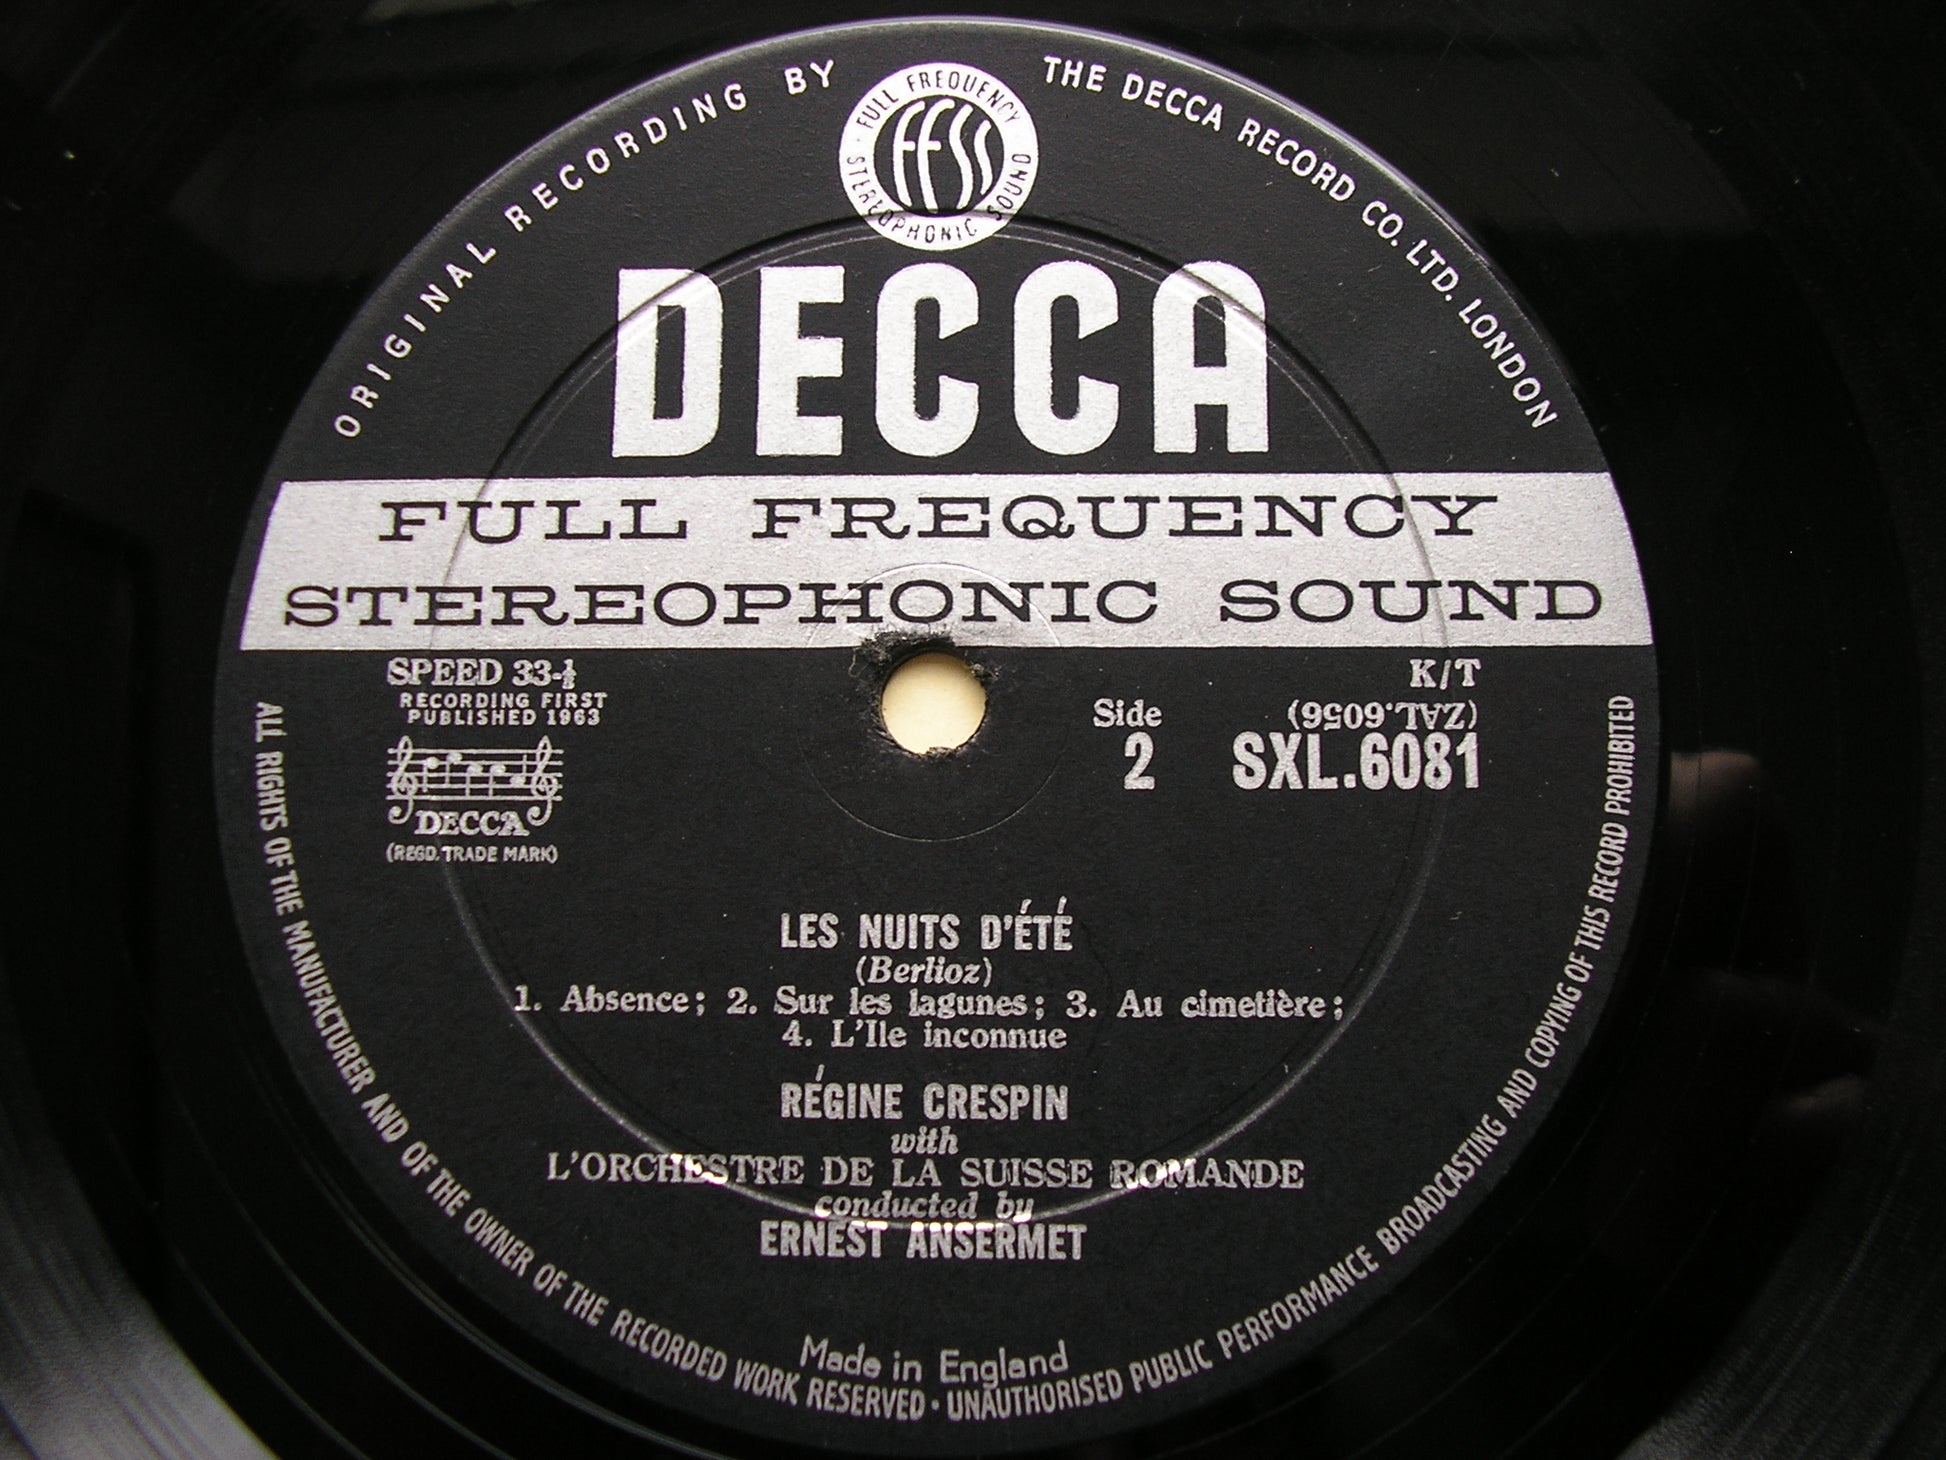 ORIGINAL RECORDING BY THE DECCA RECORD CO. LTD. LONDON
FULL FREQUENCY
FFSS
STEREOPHONIC SOUND
DECCA
FULL FREQUENCY
STEREOPHONIC SOUND
SPEED 33-⅓
RECORDING FIRST
PUBLISHED 1963
DECCA
(REGD. TRADE MARK)
K/T
(ZAL.6056)
Side
2
SXL.6081
LES NUITS D'ÉTÉ
(Berlioz)
1. Absence; 2. Sur les lagunes; 3. Au cimetière;
4. L'Ile inconnue
RÉGINE CRESPIN
with
L'ORCHESTRE DE LA SUISSE ROMANDE
conducted by
ERNEST ANSERMET
Made in England
ALL RIGHTS OF THE MANUFACTURER AND OF THE OWNER OF THE RECORDED WORK RESERVED · UNAUTHORISED PUBLIC PERFORMANCE BROADCASTING AND COPYING OF THIS RECORD PROHIBITED